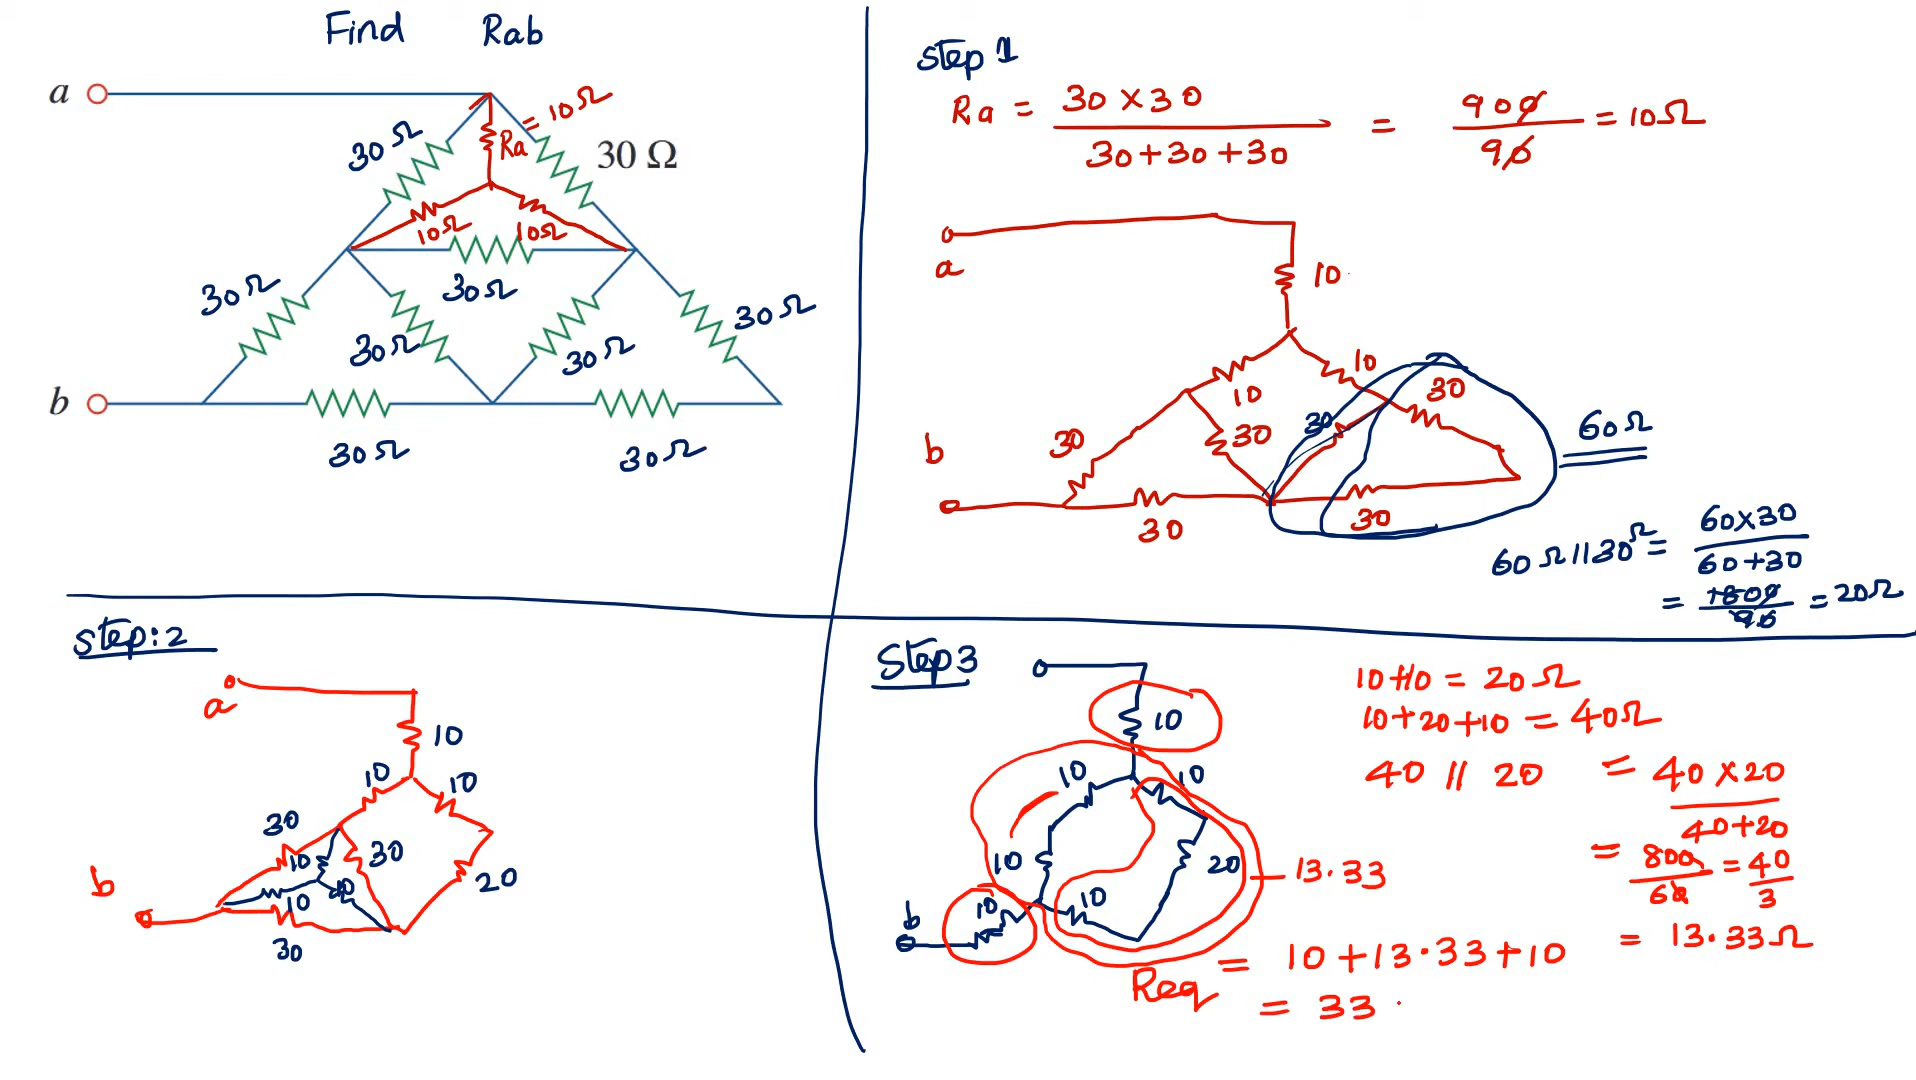 Find Rab
a
30 Ω
Ra
= 10Ω
30 Ω
10Ω
10Ω
30Ω
30Ω
30Ω
30Ω
30Ω
30Ω
b
30Ω
30Ω
Step 1
Ra = 30 × 30 / 30+30+30 = 900 / 90 = 10Ω
a
10
10
10
30
30
30
30
60Ω
b
30
30
60Ω || 30Ω = 60×30 / 60+30
= 1800 / 90 = 20Ω
Step: 2
a
10
10
10
30
10
30
10
20
b
10
30
Step 3
10
10
10
10
20
13.33
b
10
10
10+10 = 20Ω
10+20+10 = 40Ω
40 || 20 = 40 × 20 / 40+20
= 800 / 60 = 40 / 3
= 13.33Ω
Req = 10+13.33+10
= 33.